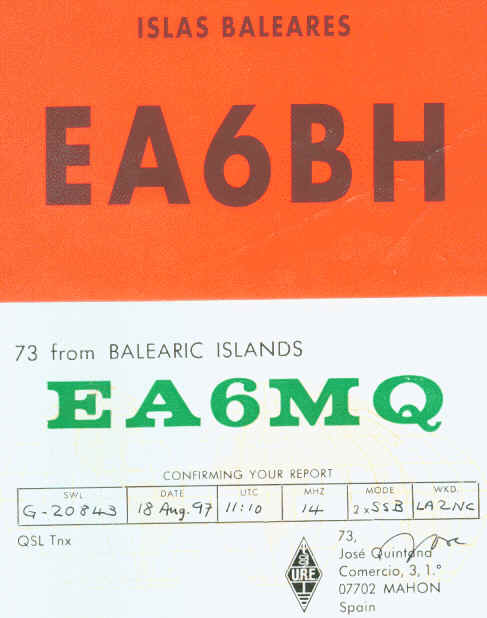 ISLAS BALEARES
EA6BH
73 from BALEARIC ISLANDS
EA6MQ
CONFIRMING YOUR REPORT
SWL DATE UTC MHZ MODE WKD.
G-20843 18 Aug. 97 11:10 14 2xSSB LA2NC
QSL Tnx
73,
José Quintana
Comercio, 3, 1.°
07702 MAHON
Spain
U.R.E.